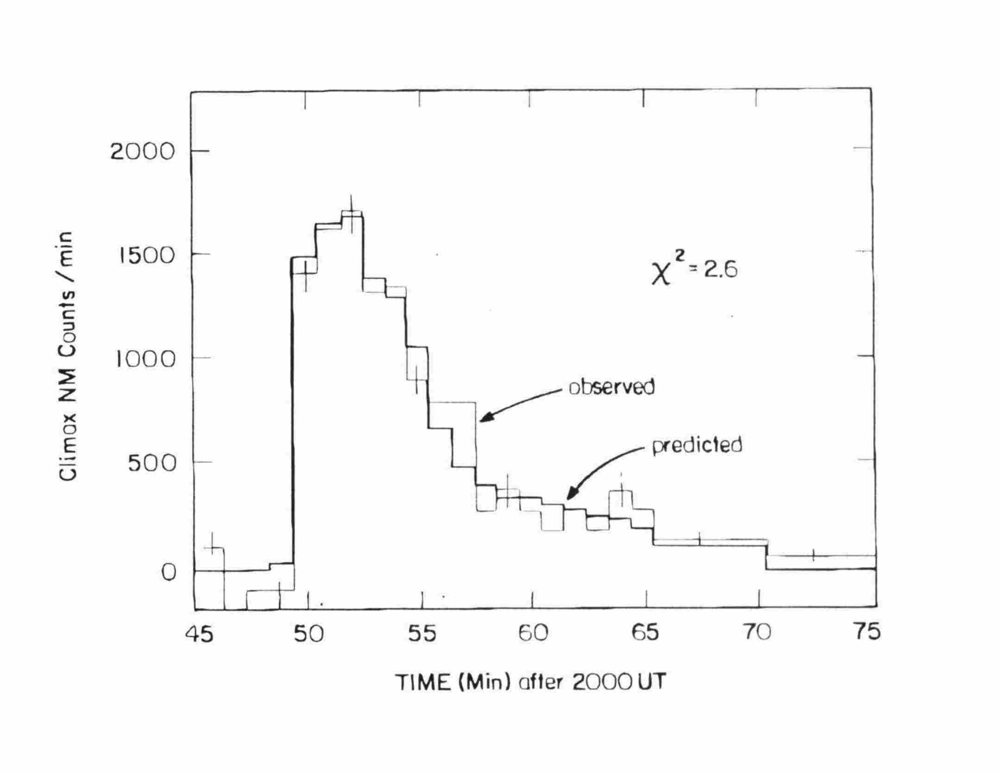 2000
1500
1000
500
0
Climax NM Counts/min
χ² = 2.6
observed
predicted
45 50 55 60 65 70 75
TIME (Min) after 2000 UT